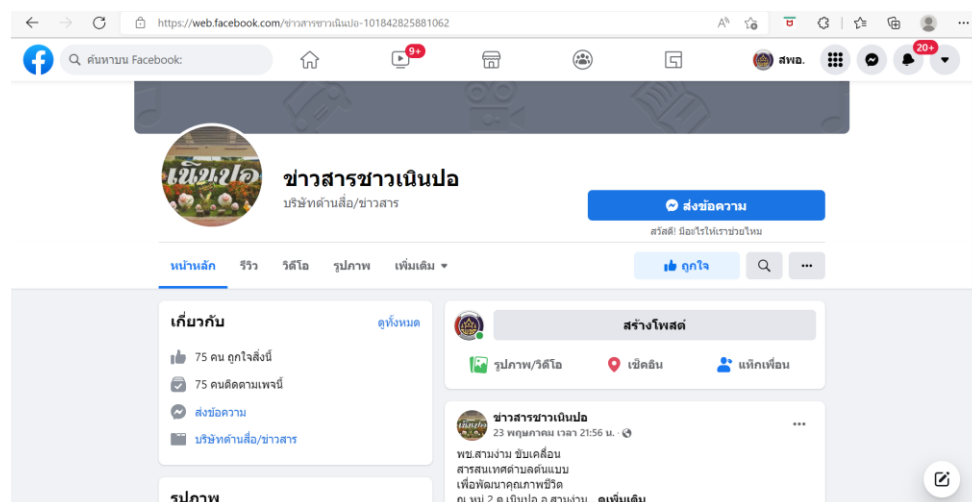 https://web.facebook.com/ข่าวสารชาวเนินปอ-101842825881062
ค้นหาบน Facebook:
9+
สพอ.
20+
เนินปอ
ข่าวสารชาวเนินปอ
บริษัทด้านสื่อ/ข่าวสาร
ส่งข้อความ
สวัสดี! มีอะไรให้เราช่วยไหม
หน้าหลัก รีวิว วิดีโอ รูปภาพ เพิ่มเติม
ถูกใจ
เกี่ยวกับ ดูทั้งหมด
75 คน ถูกใจสิ่งนี้
75 คนติดตามเพจนี้
ส่งข้อความ
บริษัทด้านสื่อ/ข่าวสาร
รูปภาพ
สร้างโพสต์
รูปภาพ/วิดีโอ เช็คอิน แท็กเพื่อน
ข่าวสารชาวเนินปอ
23 พฤษภาคม เวลา 21:56 น. ·
พช.สามง่าม ขับเคลื่อน
สารสนเทศตำบลต้นแบบ
เพื่อพัฒนาคุณภาพชีวิต
ณ หมู่ 2 ต.เนินปอ อ.สามง่าม... ดูเพิ่มเติม